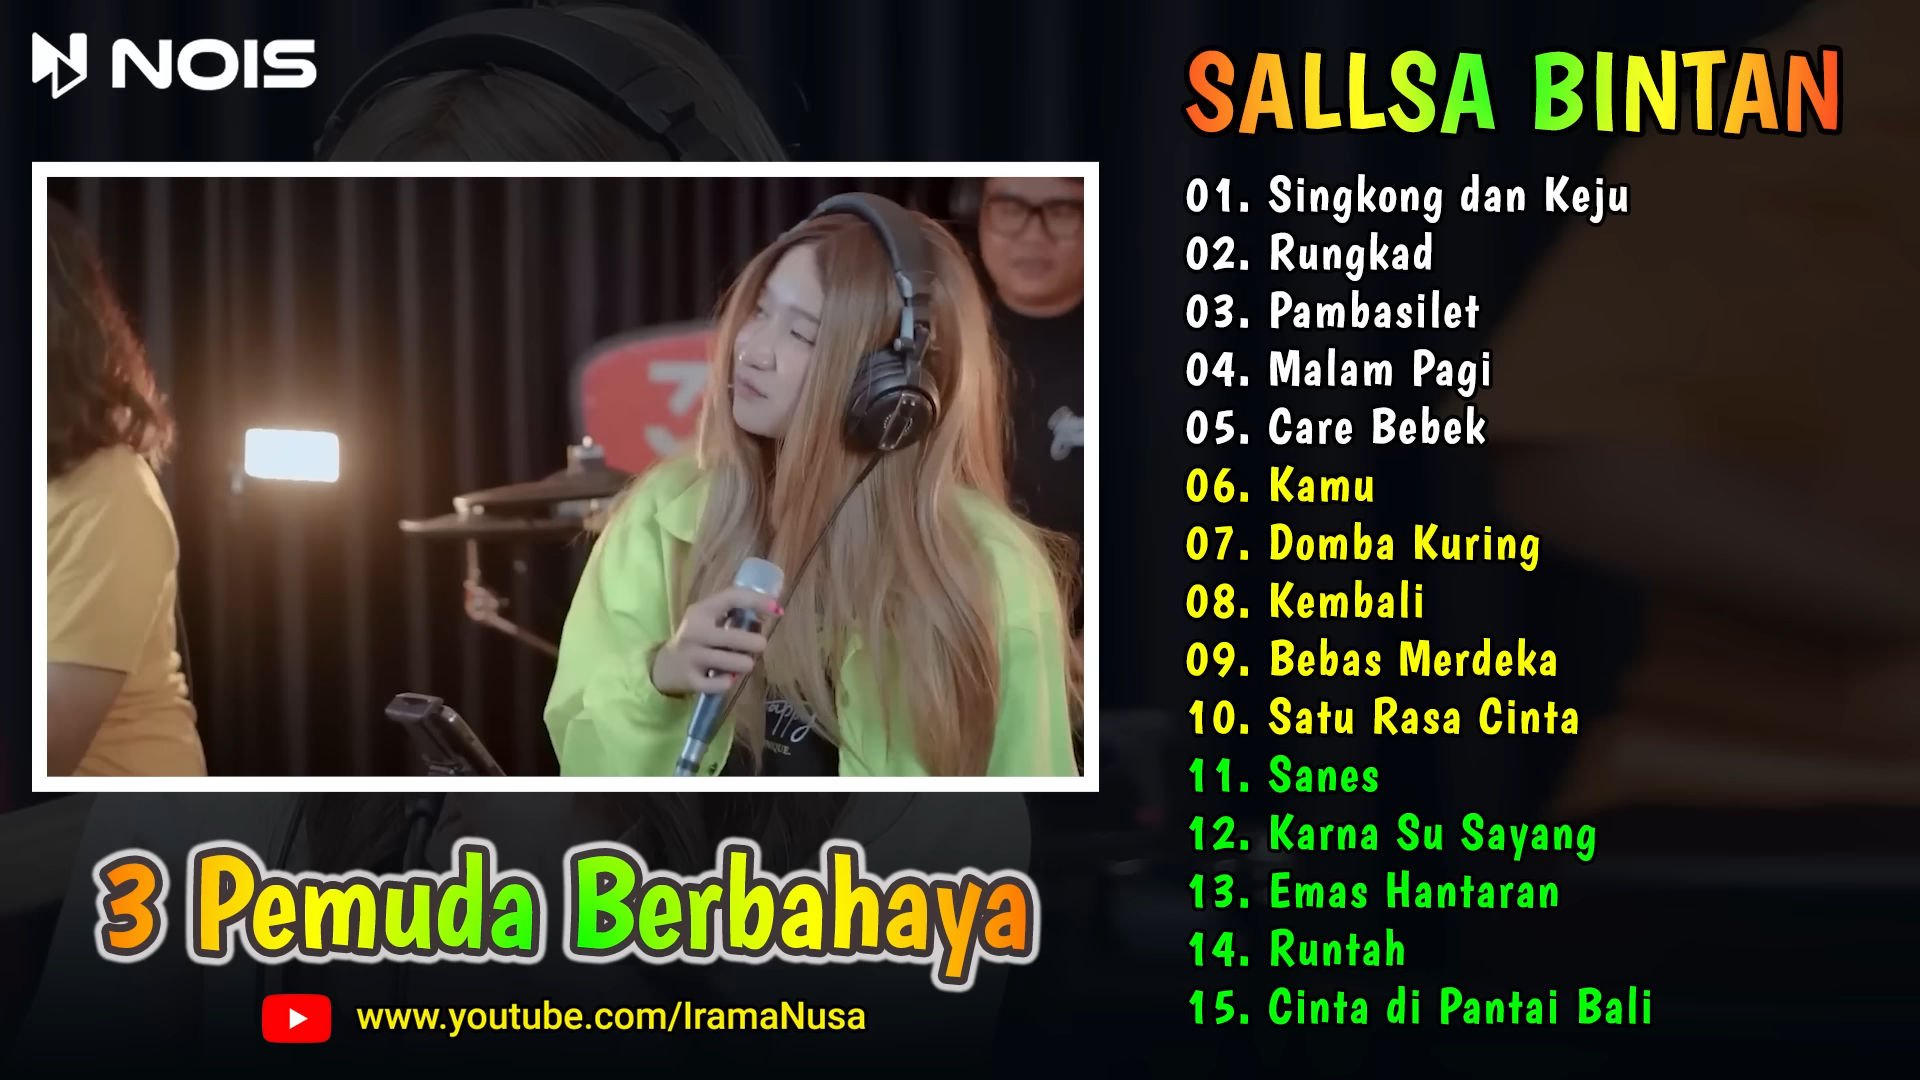 NOIS
SALLSA BINTAN
01. Singkong dan Keju
02. Rungkad
03. Pambasilet
04. Malam Pagi
05. Care Bebek
06. Kamu
07. Domba Kuring
08. Kembali
09. Bebas Merdeka
10. Satu Rasa Cinta
11. Sanes
12. Karna Su Sayang
13. Emas Hantaran
14. Runtah
15. Cinta di Pantai Bali
3 Pemuda Berbahaya
www.youtube.com/IramaNusa